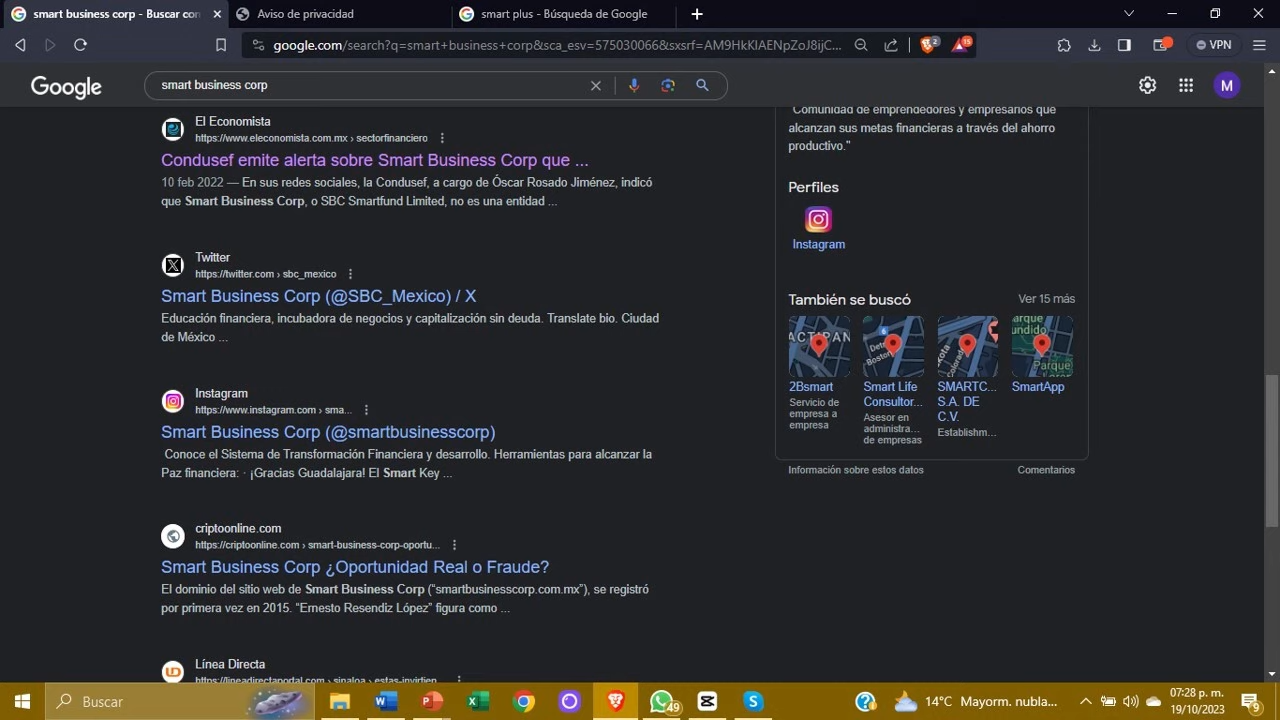 smart business corp - Buscar con
Aviso de privacidad
smart plus - Búsqueda de Google
google.com/search?q=smart+business+corp&sca_esv=575030066&sxsrf=AM9HkKlAENpZoJ8ijC...
2
15
VPN
Google
smart business corp
M
El Economista
https://www.eleconomista.com.mx › sectorfinanciero
Condusef emite alerta sobre Smart Business Corp que ...
10 feb 2022 — En sus redes sociales, la Condusef, a cargo de Óscar Rosado Jiménez, indicó
que Smart Business Corp, o SBC Smartfund Limited, no es una entidad ...
Twitter
https://twitter.com › sbc_mexico
Smart Business Corp (@SBC_Mexico) / X
Educación financiera, incubadora de negocios y capitalización sin deuda. Translate bio. Ciudad
de México ...
Instagram
https://www.instagram.com › sma...
Smart Business Corp (@smartbusinesscorp)
Conoce el Sistema de Transformación Financiera y desarrollo. Herramientas para alcanzar la
Paz financiera: · ¡Gracias Guadalajara! El Smart Key ...
criptoonline.com
https://criptoonline.com › smart-business-corp-oportu...
Smart Business Corp ¿Oportunidad Real o Fraude?
El dominio del sitio web de Smart Business Corp (“smartbusinesscorp.com.mx”), se registró
por primera vez en 2015. “Ernesto Resendiz López” figura como ...
Línea Directa
https://lineadirectaportal.com › sinaloa › estas-invirtien...
"Comunidad de emprendedores y empresarios que
alcanzan sus metas financieras a través del ahorro
productivo."
Perfiles
Instagram
También se buscó
Ver 15 más
2Bsmart
Servicio de
empresa a
empresa
Smart Life
Consultor...
Asesor en
administra...
de empresas
SMARTC...
S.A. DE
C.V.
Establishm...
SmartApp
Información sobre estos datos
Comentarios
Buscar
49
14°C Mayorm. nubla...
07:28 p. m.
19/10/2023
9